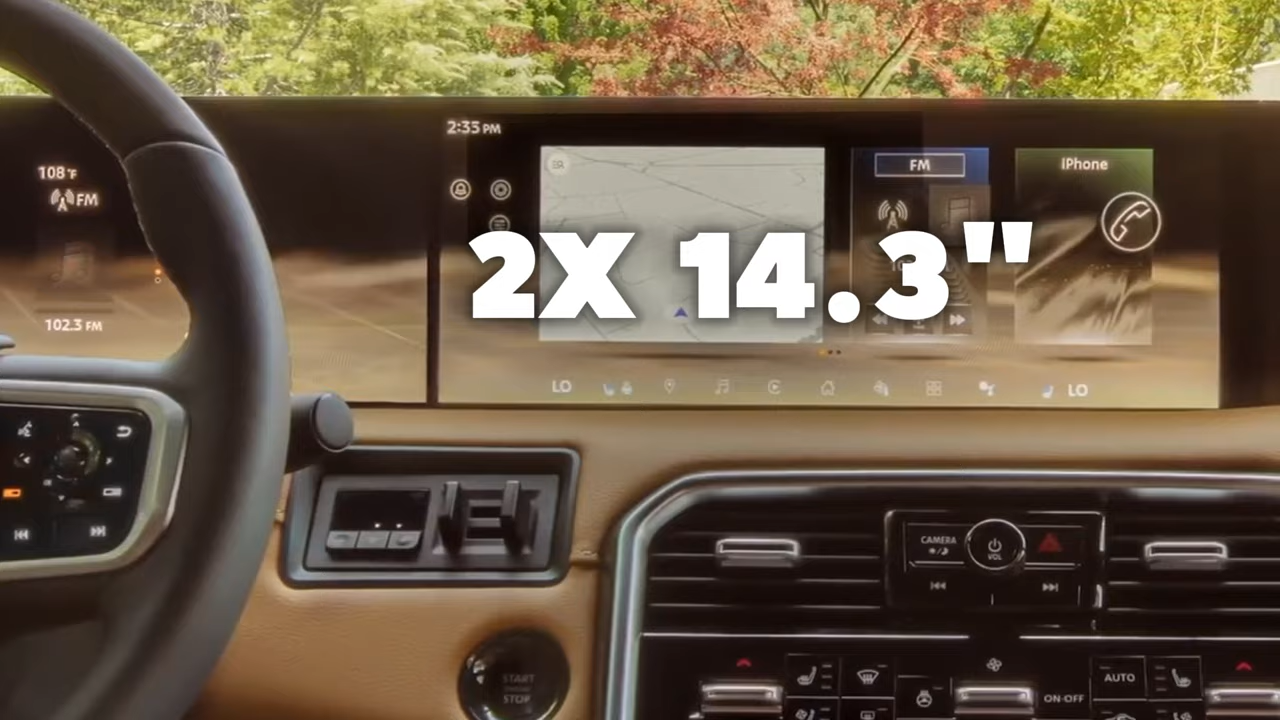 2:35 PM
108°F
FM
FM
iPhone
2X 14.3"
102.3 FM
LO
LO
CAMERA
VOL
START
STOP
AUTO
ON·OFF